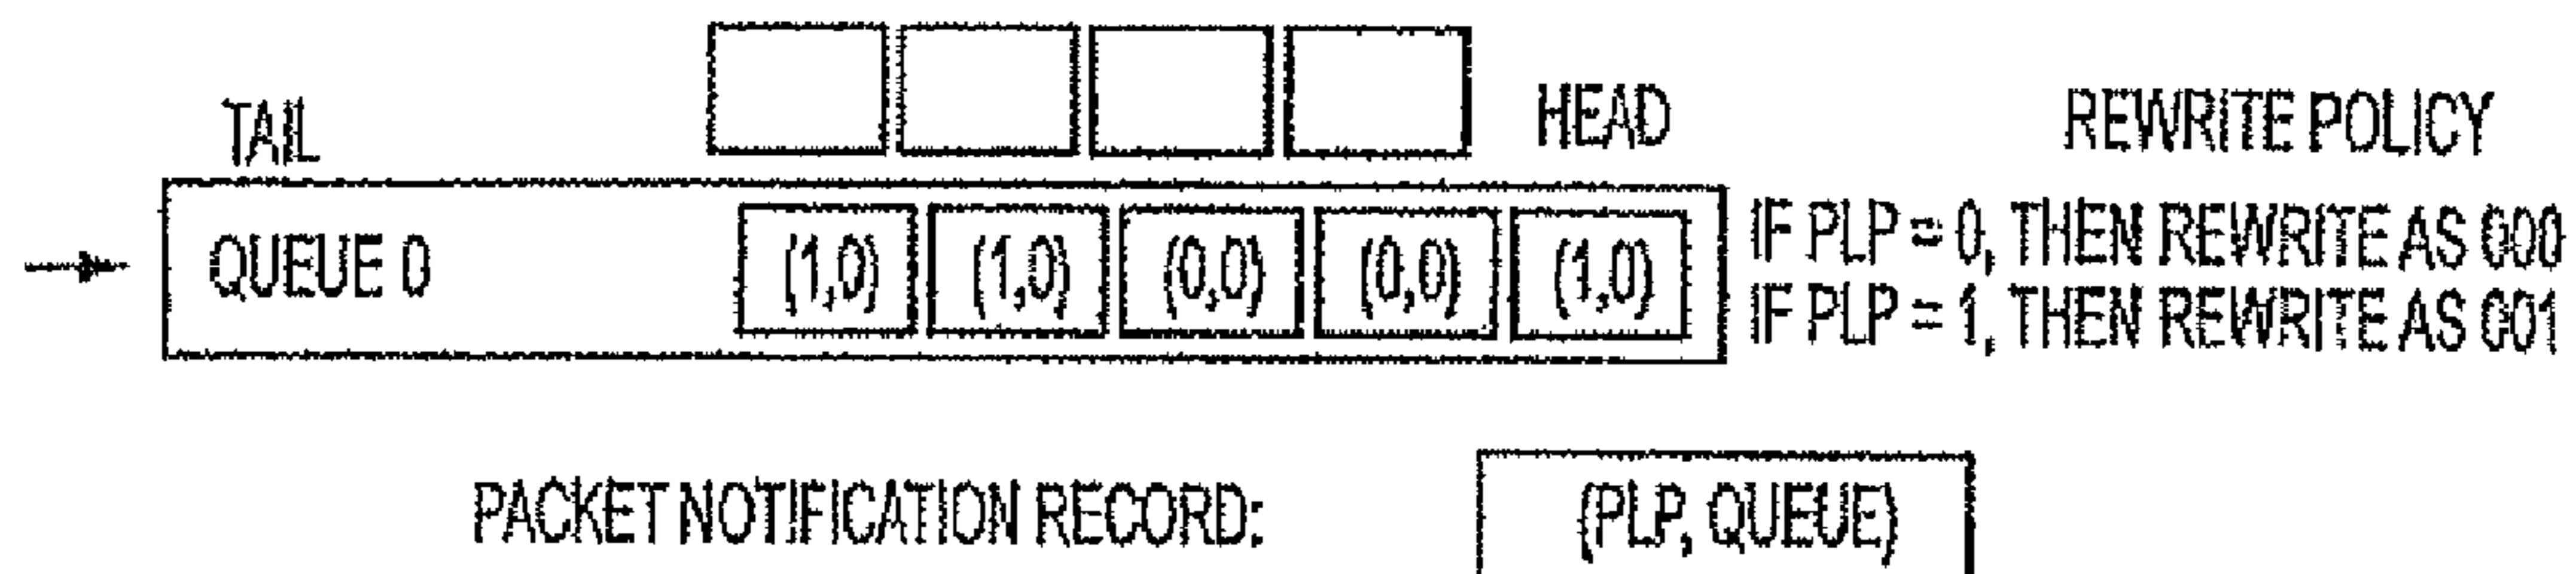 TAIL HEAD REWRITE POLICY
QUEUE 0 (1,0) (1,0) (0,0) (0,0) (1,0) IF PLP = 0, THEN REWRITE AS 000
IF PLP = 1, THEN REWRITE AS 001
PACKET NOTIFICATION RECORD: (PLP, QUEUE)